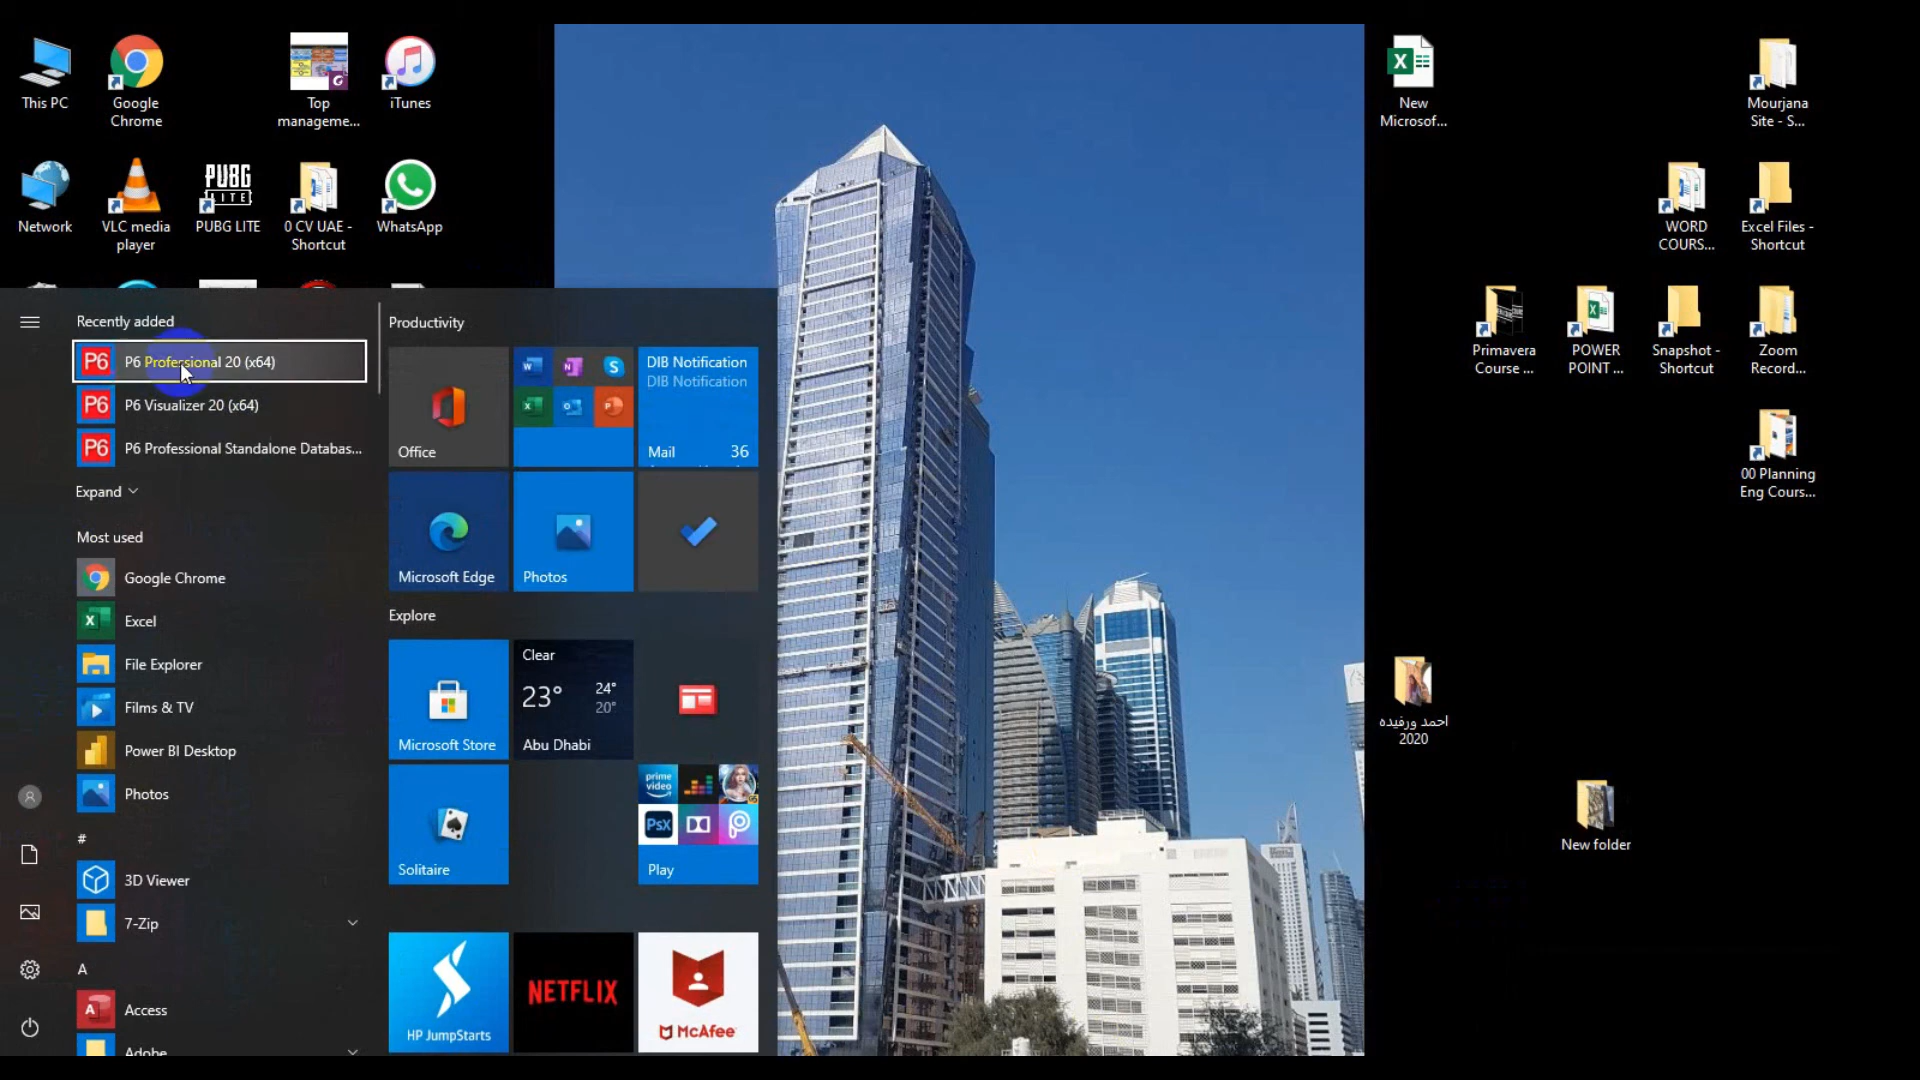 This PC
Google
Chrome
Top
manageme...
iTunes
Network
VLC media
player
PUBG
LITE
PUBG LITE
0 CV UAE -
Shortcut
WhatsApp
New
Microsof...
Mourjana
Site - S...
WORD
COURS...
Excel Files -
Shortcut
Primavera
Course ...
POWER
POINT ...
Snapshot -
Shortcut
Zoom
Record...
00 Planning
Eng Cours...
احمد ورفيده
2020
New folder
Recently added
P6 Professional 20 (x64)
P6 Visualizer 20 (x64)
P6 Professional Standalone Databas...
Expand
Most used
Google Chrome
Excel
File Explorer
Films & TV
Power BI Desktop
Photos
#
3D Viewer
7-Zip
A
Access
Adobe
Productivity
Office
DIB Notification
DIB Notification
Mail 36
Microsoft Edge
Photos
Explore
Microsoft Store
Clear
23° 24°
20°
Abu Dhabi
Solitaire
prime
video
PsX
Play
HP JumpStarts
NETFLIX
McAfee